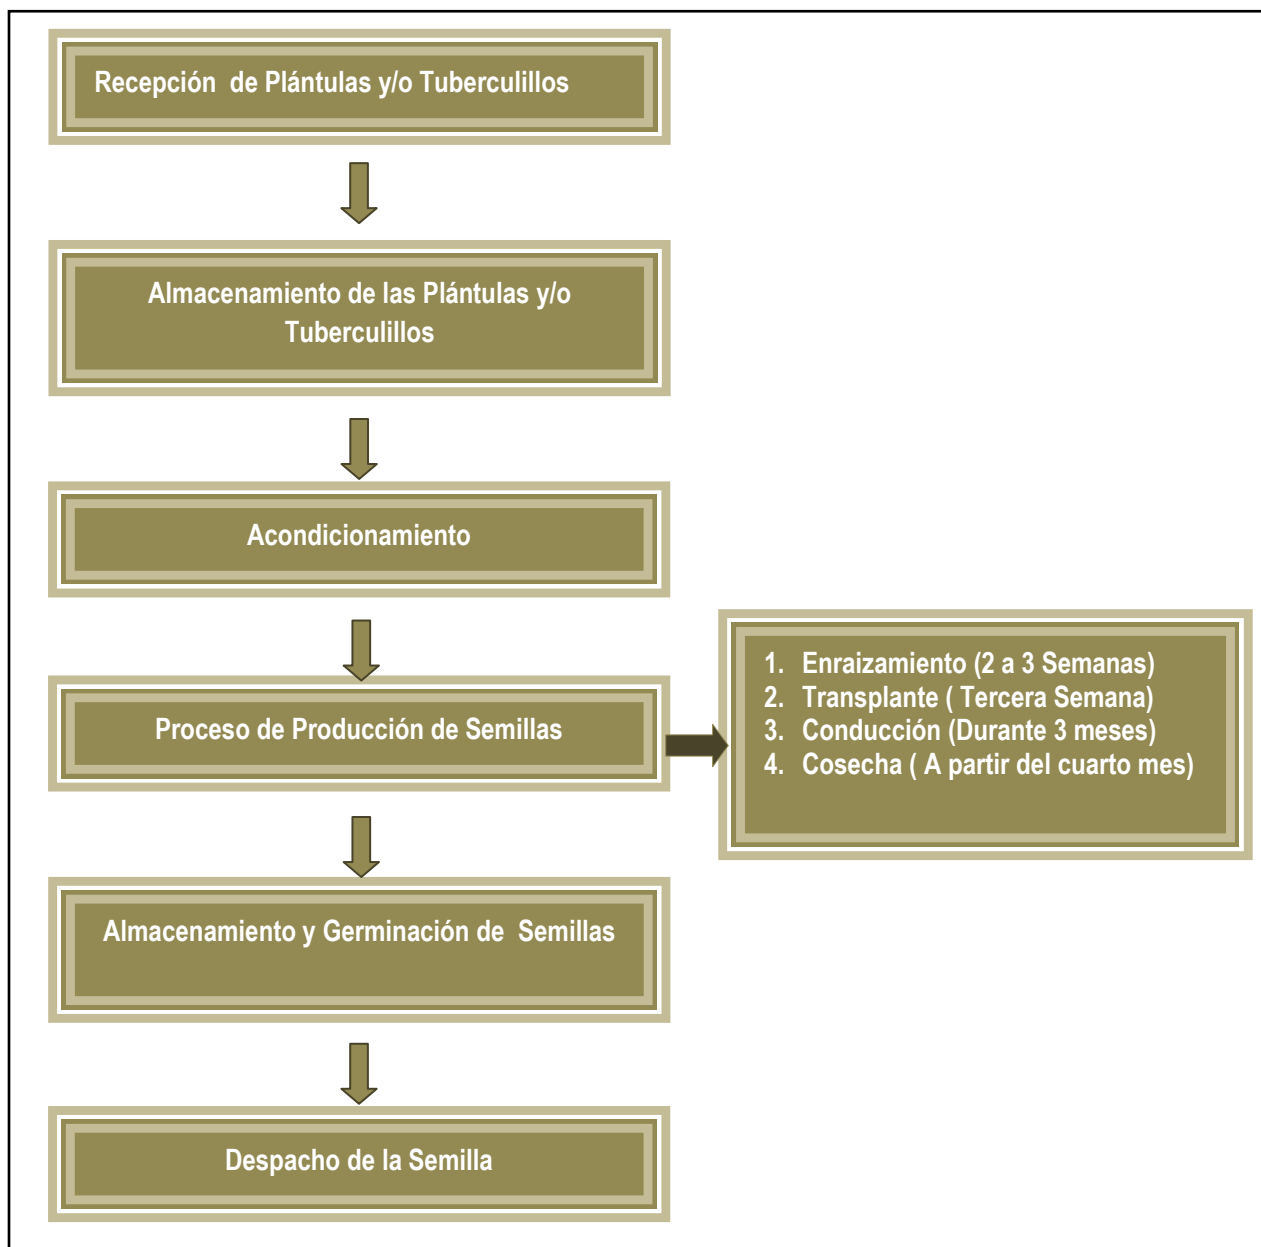 Recepción de Plántulas y/o Tuberculillos
Almacenamiento de las Plántulas y/o
Tuberculillos
Acondicionamiento
Proceso de Producción de Semillas
1. Enraizamiento (2 a 3 Semanas)
2. Transplante ( Tercera Semana)
3. Conducción (Durante 3 meses)
4. Cosecha ( A partir del cuarto mes)
Almacenamiento y Germinación de Semillas
Despacho de la Semilla